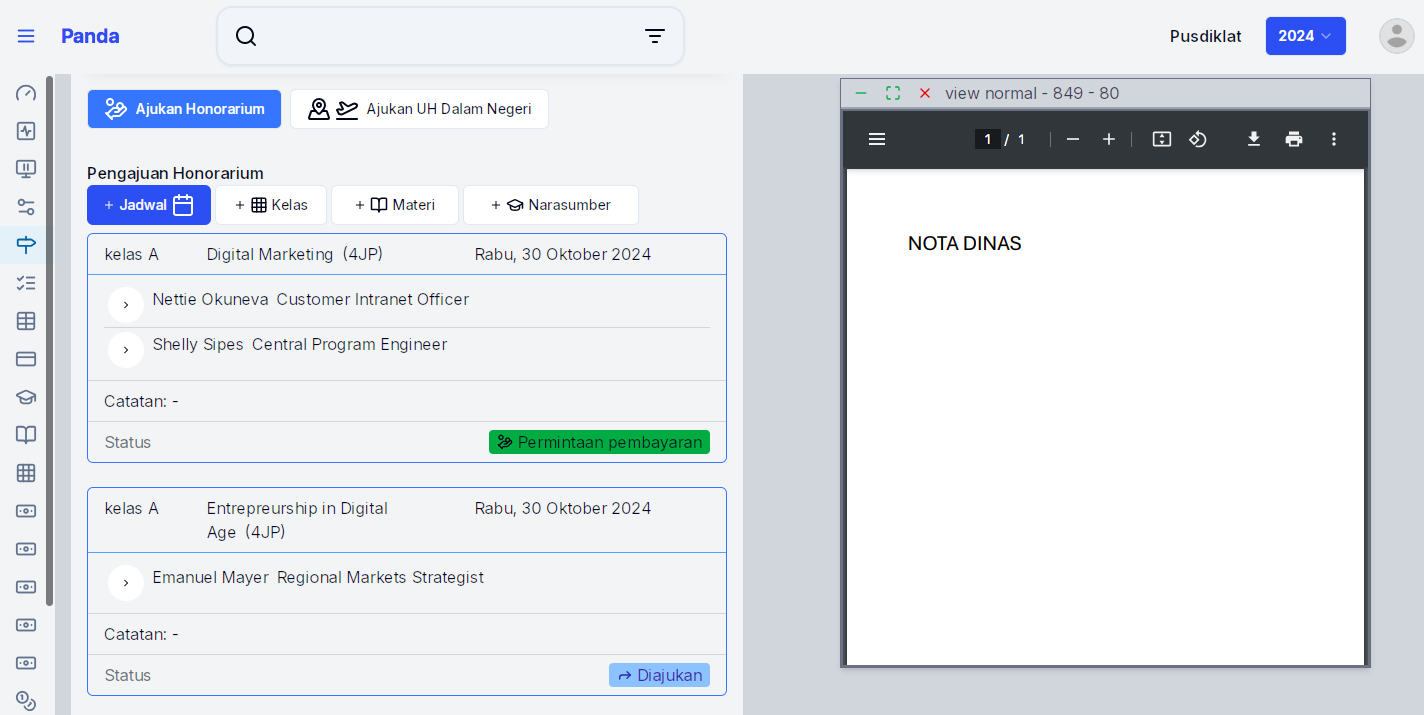 Panda
Pusdiklat
2024
Ajukan Honorarium
Ajukan UH Dalam Negeri
Pengajuan Honorarium
+ Jadwal
+ Kelas
+ Materi
+ Narasumber
kelas A Digital Marketing (4JP) Rabu, 30 Oktober 2024
Nettie Okuneva Customer Intranet Officer
Shelly Sipes Central Program Engineer
Catatan: -
Status Permintaan pembayaran
kelas A Entrepreneurship in Digital Rabu, 30 Oktober 2024
Age (4JP)
Emanuel Mayer Regional Markets Strategist
Catatan: -
Status Diajukan
view normal - 849 - 80
1 / 1
NOTA DINAS